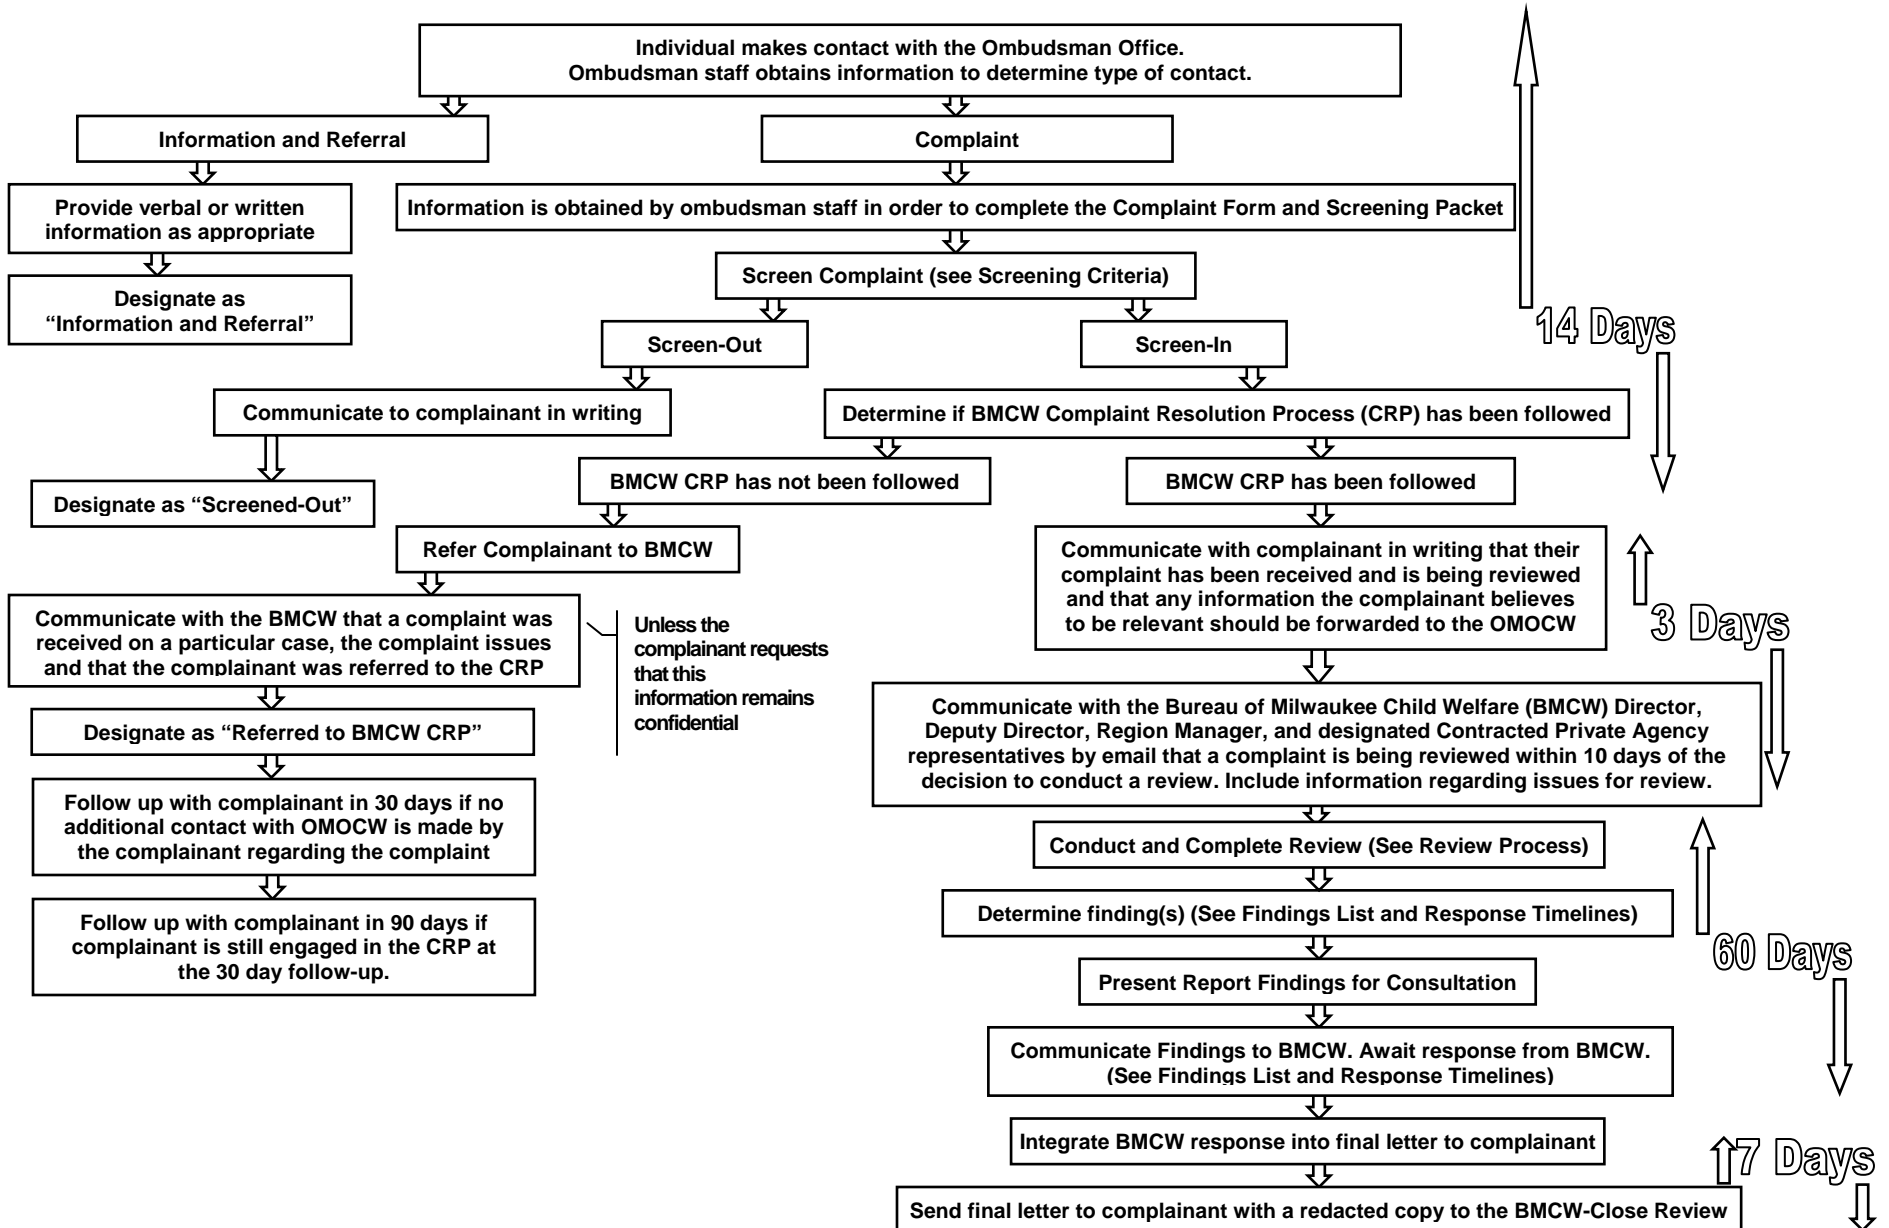 Individual makes contact with the Ombudsman Office.
Ombudsman staff obtains information to determine type of contact.
Information and Referral
Complaint
Provide verbal or written
information as appropriate
Information is obtained by ombudsman staff in order to complete the Complaint Form and Screening Packet
Designate as
“Information and Referral”
Screen Complaint (see Screening Criteria)
14 Days
Screen-Out
Screen-In
Communicate to complainant in writing
Determine if BMCW Complaint Resolution Process (CRP) has been followed
Designate as “Screened-Out”
BMCW CRP has not been followed
BMCW CRP has been followed
Refer Complainant to BMCW
Communicate with the BMCW that a complaint was
received on a particular case, the complaint issues
and that the complainant was referred to the CRP
Unless the
complainant requests
that this
information remains
confidential
Designate as “Referred to BMCW CRP”
Follow up with complainant in 30 days if no
additional contact with OMOCW is made by
the complainant regarding the complaint
Follow up with complainant in 90 days if
complainant is still engaged in the CRP at
the 30 day follow-up.
Communicate with complainant in writing that their
complaint has been received and is being reviewed
and that any information the complainant believes
to be relevant should be forwarded to the OMOCW
3 Days
Communicate with the Bureau of Milwaukee Child Welfare (BMCW) Director,
Deputy Director, Region Manager, and designated Contracted Private Agency
representatives by email that a complaint is being reviewed within 10 days of the
decision to conduct a review. Include information regarding issues for review.
Conduct and Complete Review (See Review Process)
Determine finding(s) (See Findings List and Response Timelines)
60 Days
Present Report Findings for Consultation
Communicate Findings to BMCW. Await response from BMCW.
(See Findings List and Response Timelines)
Integrate BMCW response into final letter to complainant
7 Days
Send final letter to complainant with a redacted copy to the BMCW-Close Review